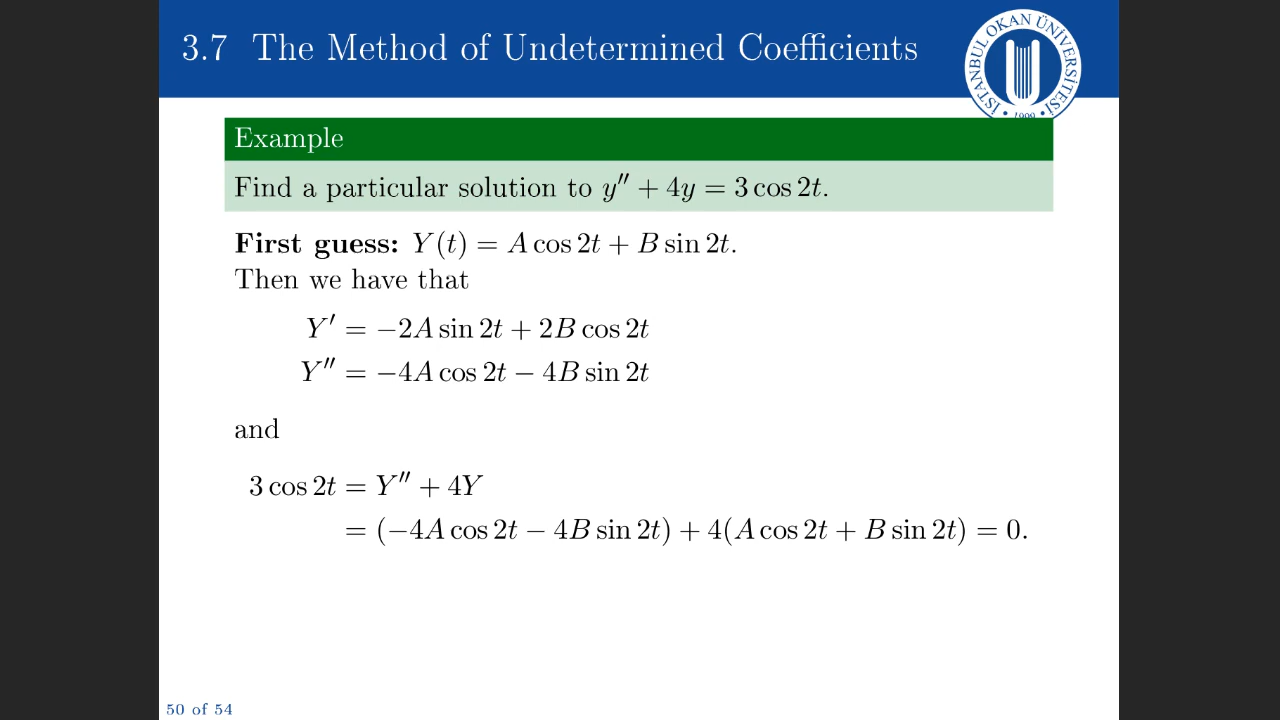 3.7 The Method of Undetermined Coefficients
İSTANBUL OKAN ÜNİVERSİTESİ
• 1999 •
Example
Find a particular solution to y″ + 4y = 3 cos 2t.
First guess: Y(t) = A cos 2t + B sin 2t.
Then we have that
Y′ = −2A sin 2t + 2B cos 2t
Y″ = −4A cos 2t − 4B sin 2t
and
3 cos 2t = Y″ + 4Y
= (−4A cos 2t − 4B sin 2t) + 4(A cos 2t + B sin 2t) = 0.
50 of 54